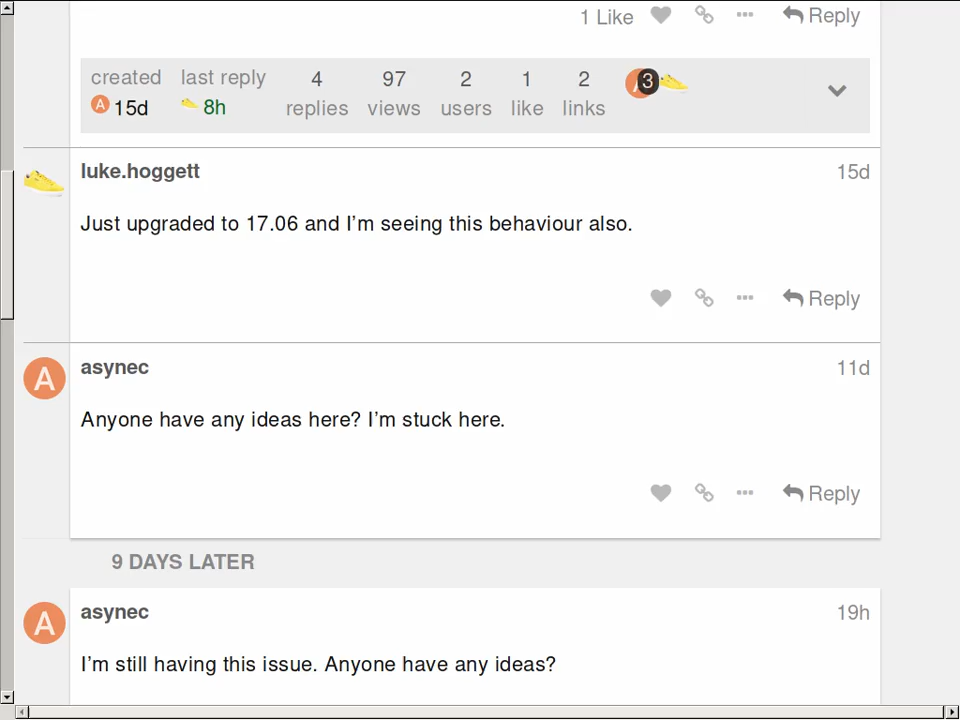 1 Like ... Reply
created last reply 4 97 2 1 2 A 3
A 15d 8h replies views users like links
luke.hoggett 15d
Just upgraded to 17.06 and I’m seeing this behaviour also.
... Reply
A asynec 11d
Anyone have any ideas here? I’m stuck here.
... Reply
9 DAYS LATER
A asynec 19h
I’m still having this issue. Anyone have any ideas?